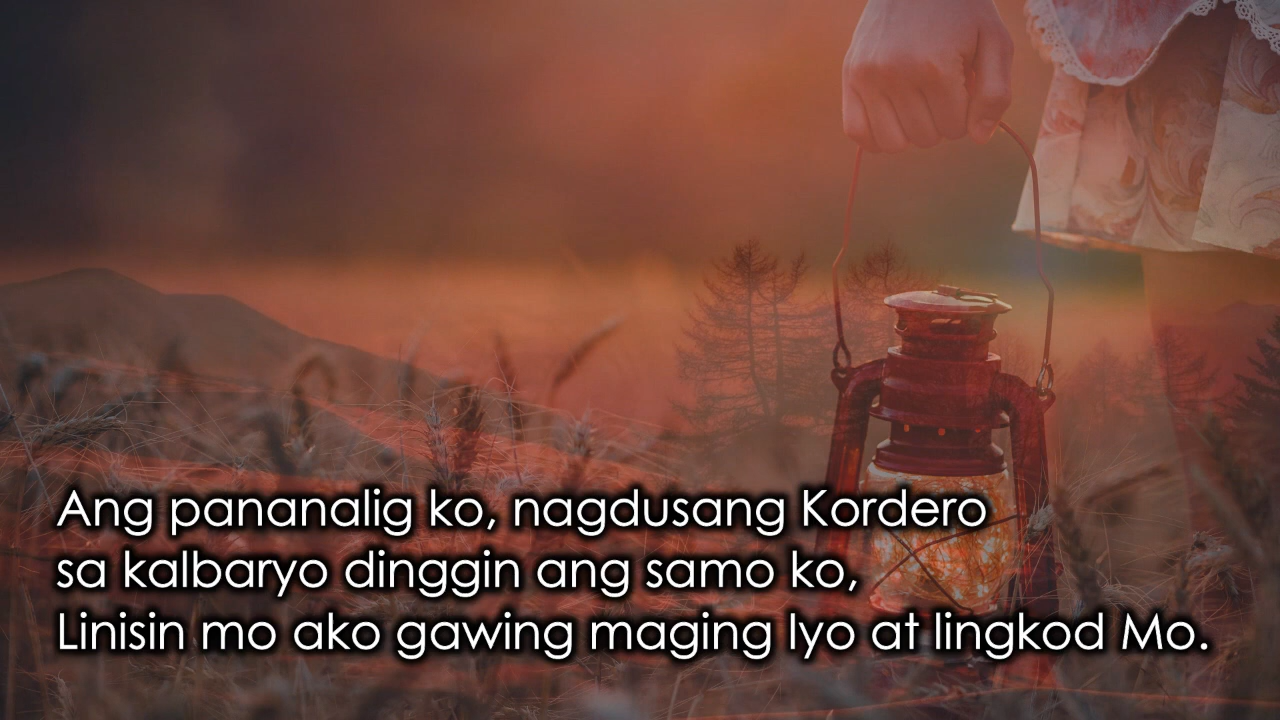 Ang pananalig ko, nagdusang Kordero
sa kalbaryo dinggin ang samo ko,
Linisin mo ako gawing maging Iyo at lingkod Mo.